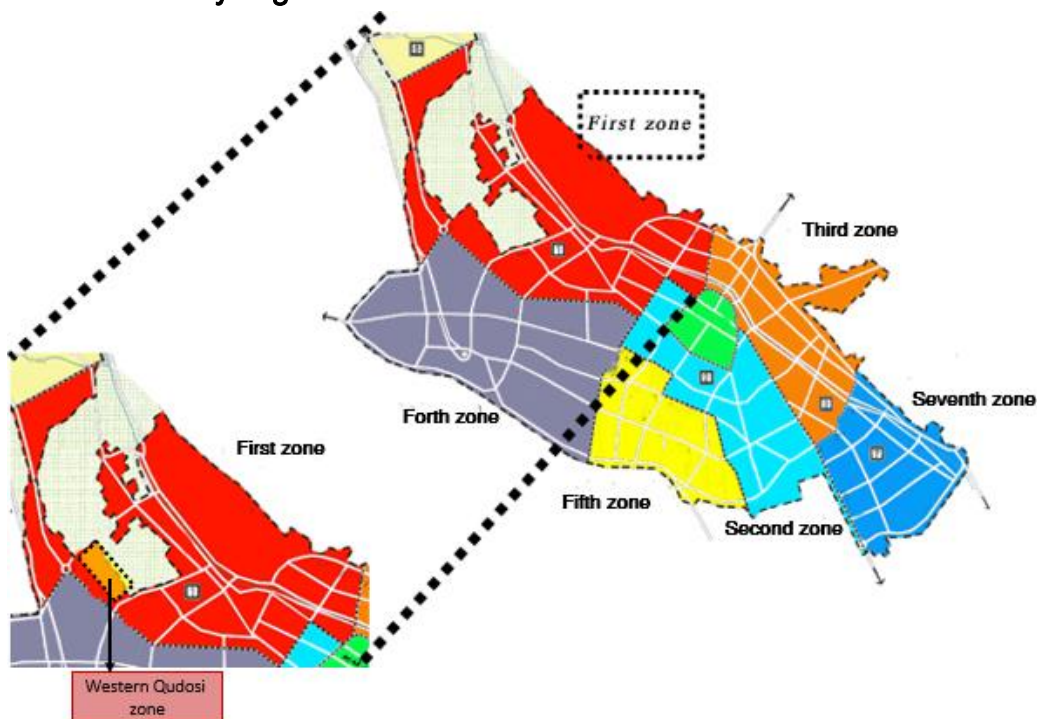 First zone
Third zone
Seventh zone
Forth zone
Fifth zone
Second zone
First zone
Western Qudosi
zone